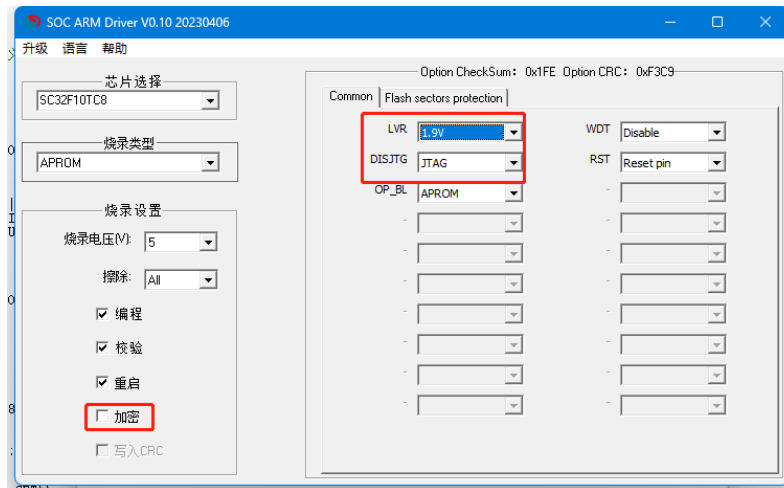 SOC ARM Driver V0.10 20230406
升级 语言 帮助
芯片选择
SC32F10TC8
烧录类型
APROM
烧录设置
烧录电压(V): 5
擦除: All
编程
校验
重启
加密
写入CRC
Option CheckSum: 0x1FE Option CRC: 0xF3C9
Common Flash sectors protection
LVR 1.9V WDT Disable
DISJTG JTAG RST Reset pin
OP_BL APROM -
- -
- -
- -
- -
- -
- -
- -